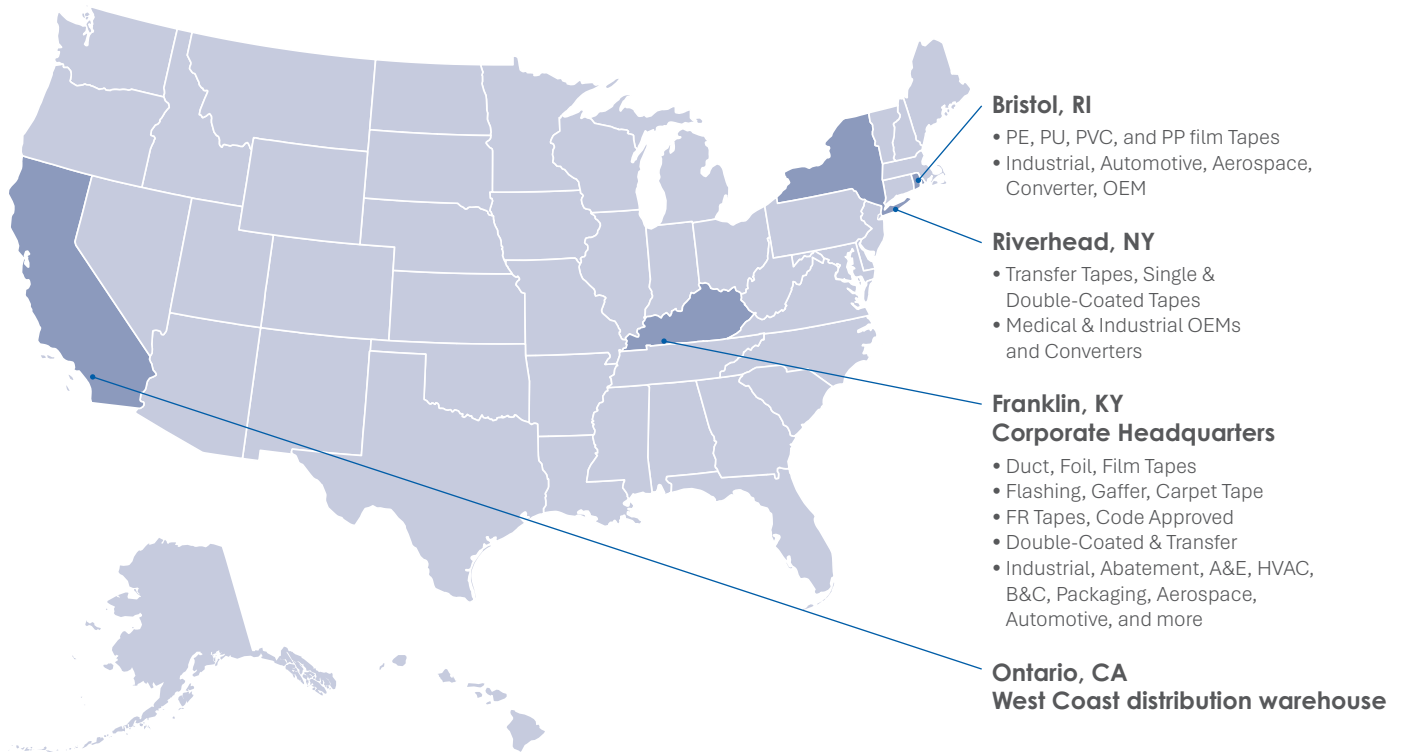 Bristol, RI
• PE, PU, PVC, and PP film Tapes
• Industrial, Automotive, Aerospace,
Converter, OEM
Riverhead, NY
• Transfer Tapes, Single &
Double-Coated Tapes
• Medical & Industrial OEMs
and Converters
Franklin, KY
Corporate Headquarters
• Duct, Foil, Film Tapes
• Flashing, Gaffer, Carpet Tape
• FR Tapes, Code Approved
• Double-Coated & Transfer
• Industrial, Abatement, A&E, HVAC,
B&C, Packaging, Aerospace,
Automotive, and more
Ontario, CA
West Coast distribution warehouse